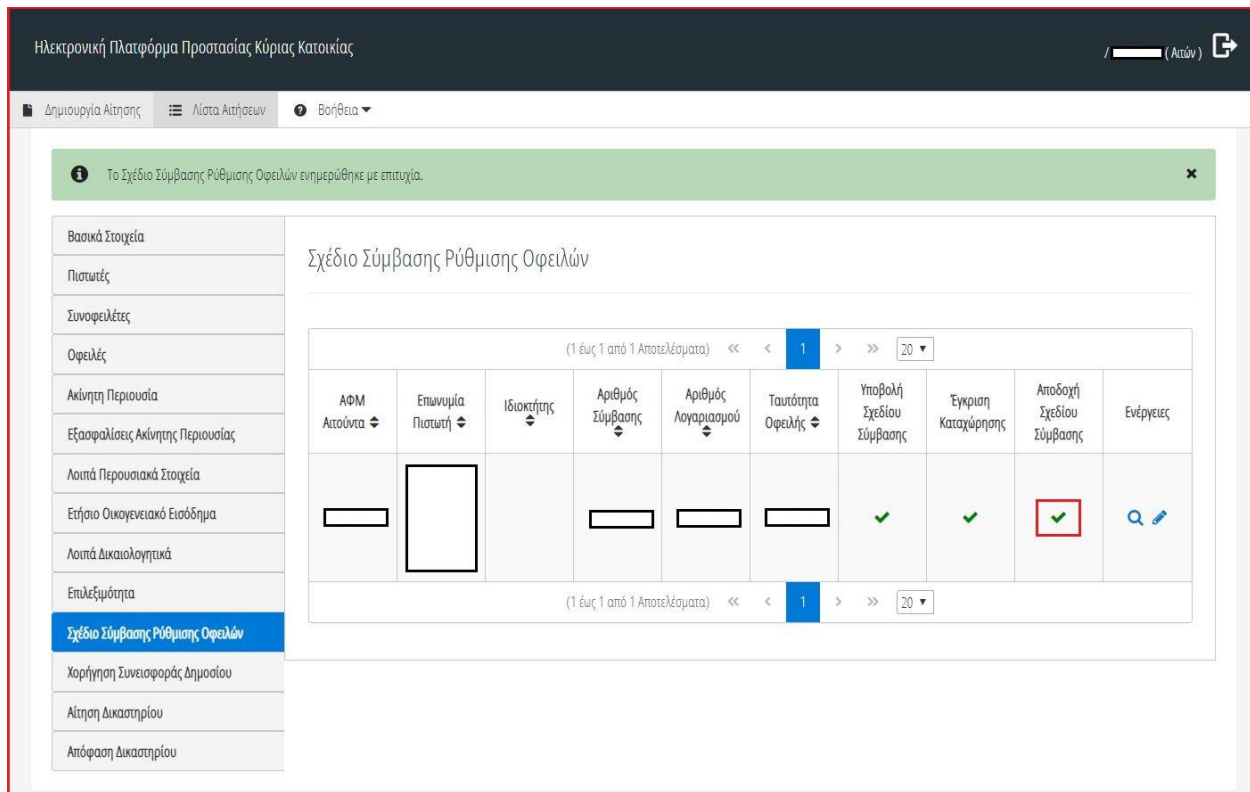 Ηλεκτρονική Πλατφόρμα Προστασίας Κύριας Κατοικίας
/ ( Αιτών )
Δημιουργία Αίτησης Λίστα Αιτήσεων Βοήθεια
Το Σχέδιο Σύμβασης Ρύθμισης Οφειλών ενημερώθηκε με επιτυχία.
Βασικά Στοιχεία
Πιστωτές
Συνοφειλέτες
Οφειλές
Ακίνητη Περιουσία
Εξασφαλίσεις Ακίνητης Περιουσίας
Λοιπά Περουσιακά Στοιχεία
Ετήσιο Οικογενειακό Εισόδημα
Λοιπά Δικαιολογητικά
Επιλεξιμότητα
Σχέδιο Σύμβασης Ρύθμισης Οφειλών
Χορήγηση Συνεισφοράς Δημοσίου
Αίτηση Δικαστηρίου
Απόφαση Δικαστηρίου
Σχέδιο Σύμβασης Ρύθμισης Οφειλών
(1 έως 1 από 1 Αποτελέσματα) « < 1 > » 20
ΑΦΜ Αιτούντα
Επωνυμία Πιστωτή
Ιδιοκτήτης
Αριθμός Σύμβασης
Αριθμός Λογαριασμού
Ταυτότητα Οφειλής
Υποβολή Σχεδίου Σύμβασης
Έγκριση Καταχώρησης
Αποδοχή Σχεδίου Σύμβασης
Ενέργειες
(1 έως 1 από 1 Αποτελέσματα) « < 1 > » 20